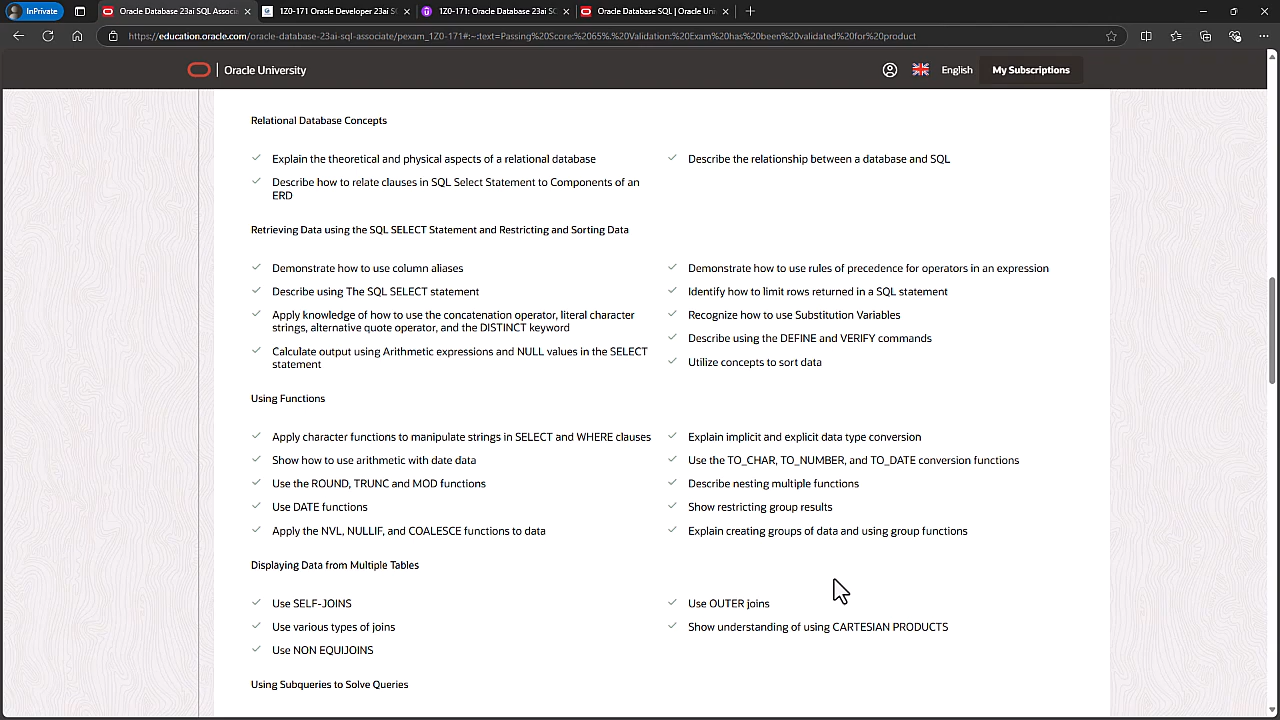 InPrivate
Oracle Database 23ai SQL Associa
1Z0-171 Oracle Developer 23ai SQ
1Z0-171: Oracle Database 23ai SC
Oracle Database SQL | Oracle Uni
https://education.oracle.com/oracle-database-23ai-sql-associate/pexam_1Z0-171#:~:text=Passing%20Score:%2065%.%20Validation:%20Exam%20has%20been%20validated%20for%20product
Oracle University
English
My Subscriptions
Relational Database Concepts
Explain the theoretical and physical aspects of a relational database
Describe the relationship between a database and SQL
Describe how to relate clauses in SQL Select Statement to Components of an
ERD
Retrieving Data using the SQL SELECT Statement and Restricting and Sorting Data
Demonstrate how to use column aliases
Demonstrate how to use rules of precedence for operators in an expression
Describe using The SQL SELECT statement
Identify how to limit rows returned in a SQL statement
Apply knowledge of how to use the concatenation operator, literal character
strings, alternative quote operator, and the DISTINCT keyword
Recognize how to use Substitution Variables
Describe using the DEFINE and VERIFY commands
Calculate output using Arithmetic expressions and NULL values in the SELECT
statement
Utilize concepts to sort data
Using Functions
Apply character functions to manipulate strings in SELECT and WHERE clauses
Explain implicit and explicit data type conversion
Show how to use arithmetic with date data
Use the TO_CHAR, TO_NUMBER, and TO_DATE conversion functions
Use the ROUND, TRUNC and MOD functions
Describe nesting multiple functions
Use DATE functions
Show restricting group results
Apply the NVL, NULLIF, and COALESCE functions to data
Explain creating groups of data and using group functions
Displaying Data from Multiple Tables
Use SELF-JOINS
Use OUTER joins
Use various types of joins
Show understanding of using CARTESIAN PRODUCTS
Use NON EQUIJOINS
Using Subqueries to Solve Queries